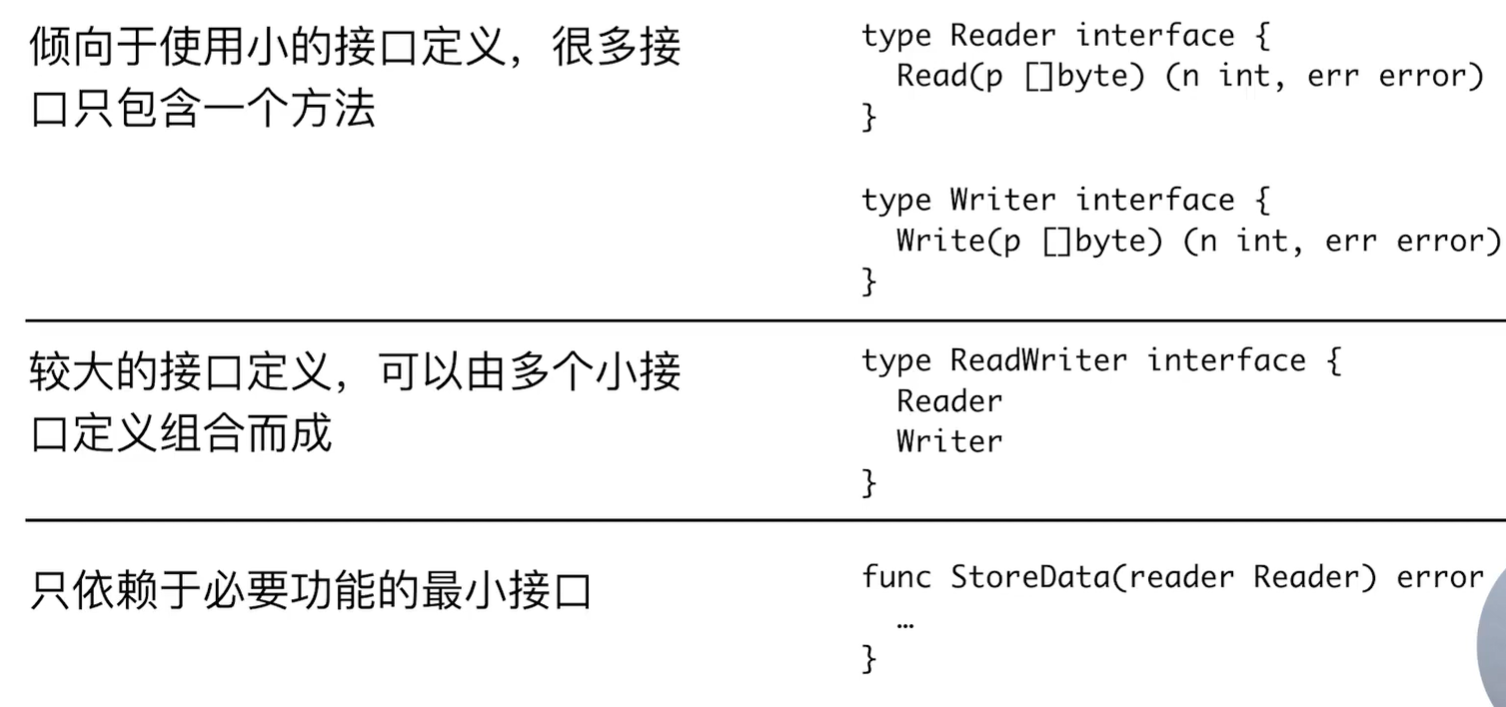 倾向于使用小的接口定义，很多接
口只包含一个方法
type Reader interface {
  Read(p []byte) (n int, err error)
}
type Writer interface {
  Write(p []byte) (n int, err error)
}
较大的接口定义，可以由多个小接
口定义组合而成
type ReadWriter interface {
  Reader
  Writer
}
只依赖于必要功能的最小接口
func StoreData(reader Reader) error
  …
}